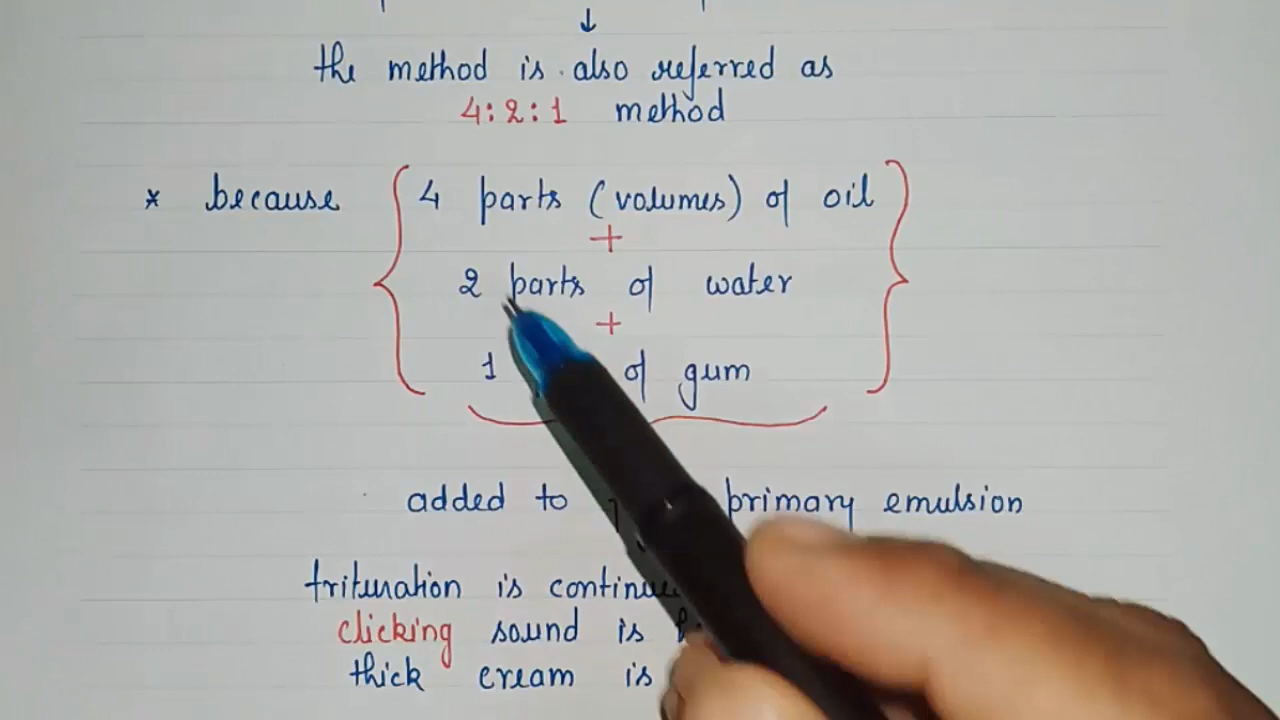 the method is also referred as
4:2:1 method
* because { 4 parts (volumes) of oil }
+
2 parts of water
+
1 of gum
added to primary emulsion
trituration is
clicking sound is
thick cream is